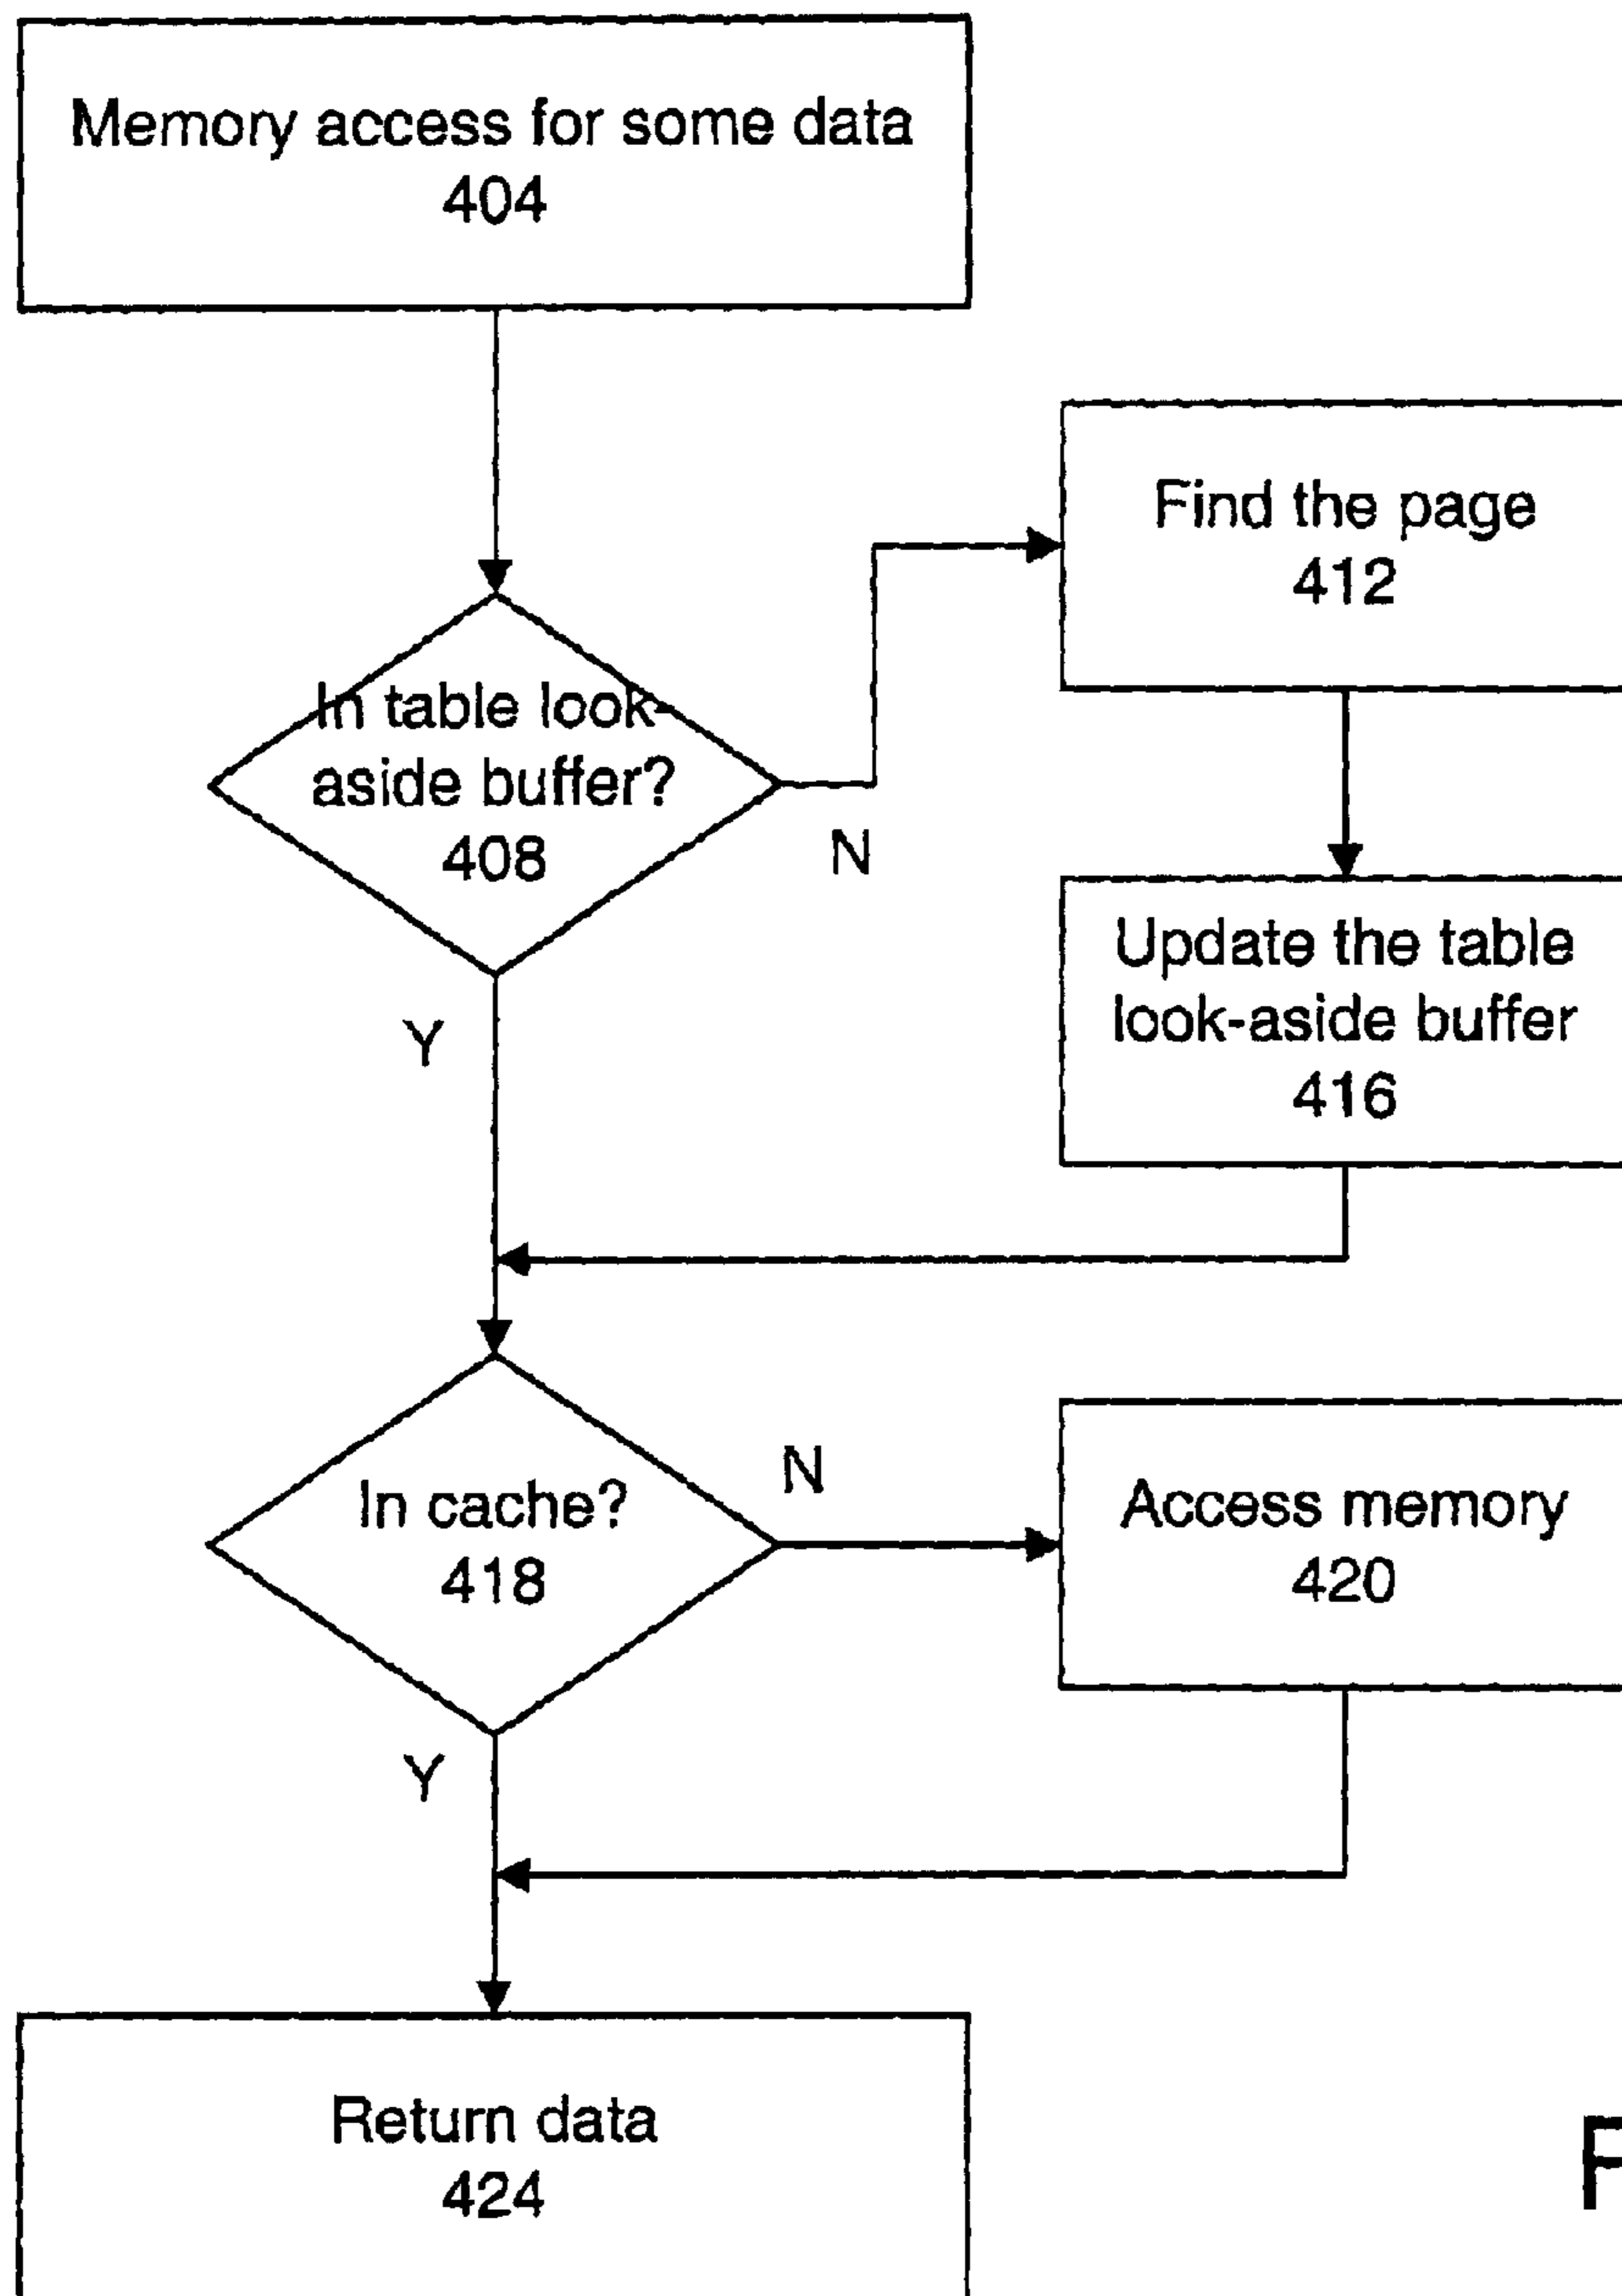 Memory access for some data
404
Find the page
412
In table look-
aside buffer?
408
N
Update the table
look-aside buffer
416
Y
In cache?
418
N
Access memory
420
Y
Return data
424
F